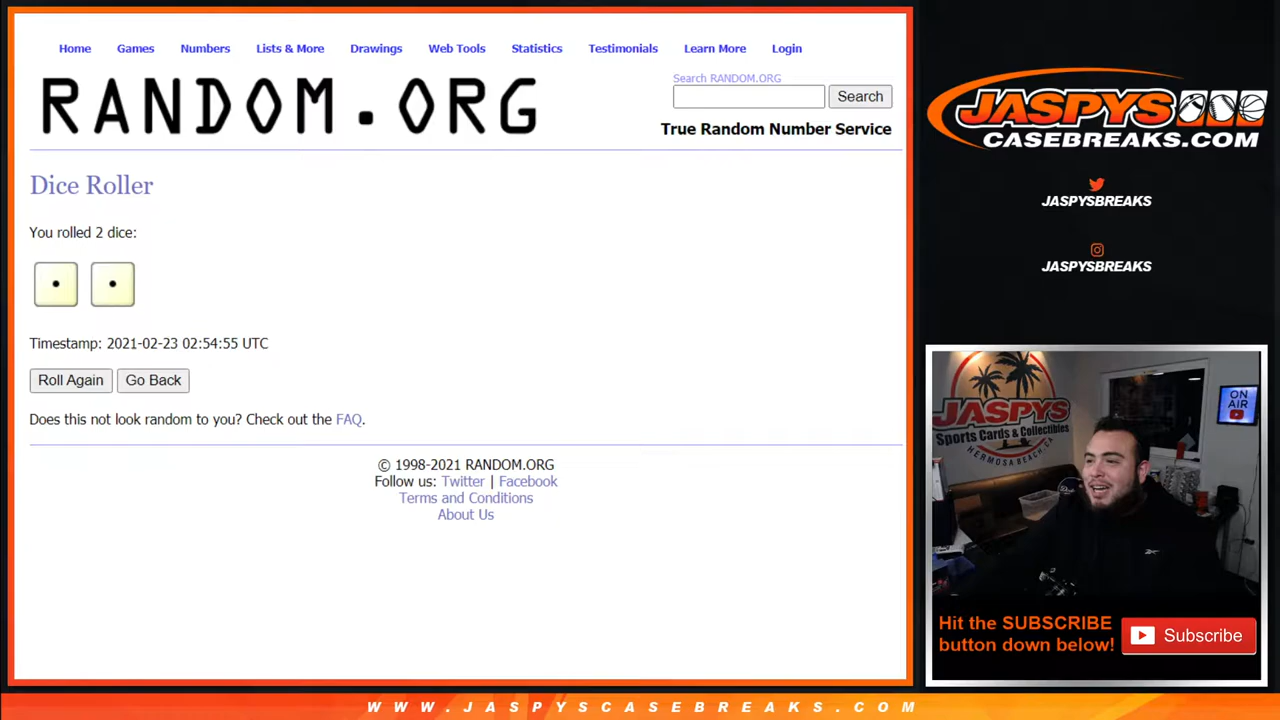 Home Games Numbers Lists & More Drawings Web Tools Statistics Testimonials Learn More Login
RANDOM.ORG
Search RANDOM.ORG
Search
True Random Number Service
Dice Roller
You rolled 2 dice:
Timestamp: 2021-02-23 02:54:55 UTC
Roll Again Go Back
Does this not look random to you? Check out the FAQ.
© 1998-2021 RANDOM.ORG
Follow us: Twitter | Facebook
Terms and Conditions
About Us
JASPYS
CASEBREAKS.COM
JASPYSBREAKS
JASPYSBREAKS
JASPYS
Sports Cards & Collectibles
HERMOSA BEACH, CA
ON
AIR
Hit the SUBSCRIBE
button down below!
Subscribe
WWW.JASPYSCASEBREAKS.COM